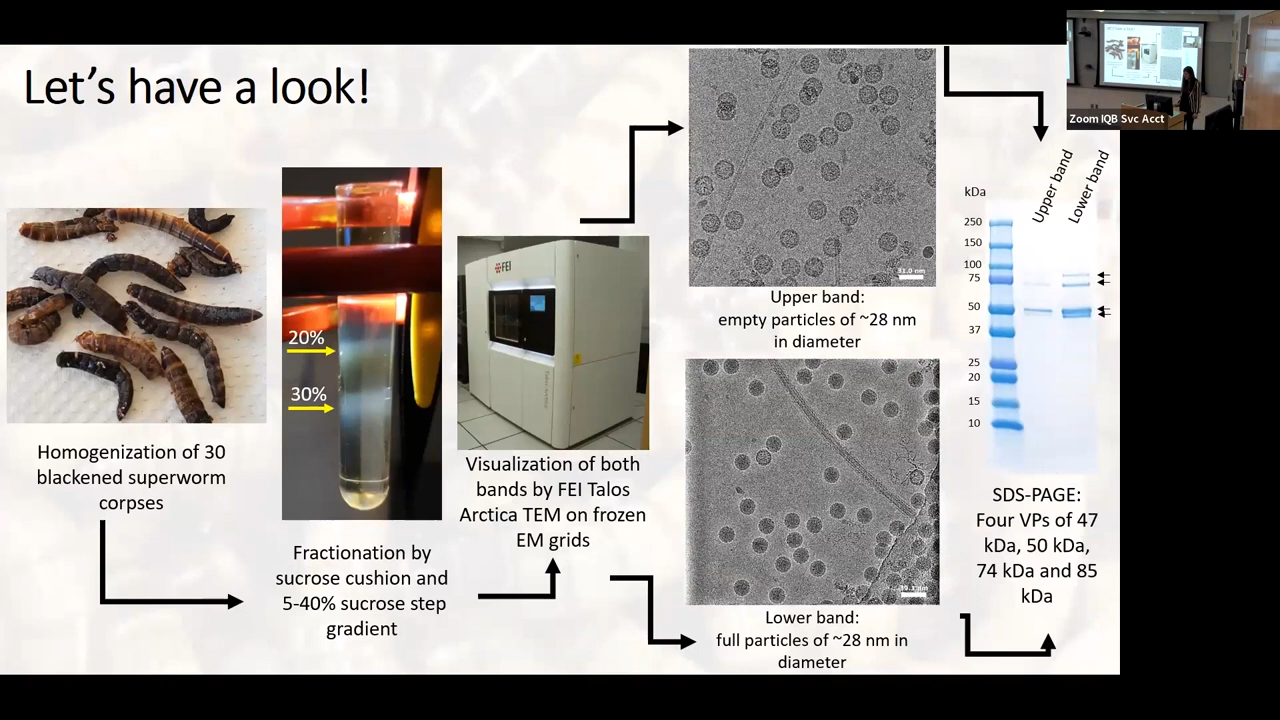 Let's have a look!
Zoom IQB Svc Acct
20%
30%
FEI
Homogenization of 30
blackened superworm
corpses
Fractionation by
sucrose cushion and
5-40% sucrose step
gradient
Visualization of both
bands by FEI Talos
Arctica TEM on frozen
EM grids
Upper band:
empty particles of ~28 nm
in diameter
Lower band:
full particles of ~28 nm in
diameter
kDa
Upper band
Lower band
250
150
100
75
50
37
25
20
15
10
SDS-PAGE:
Four VPs of 47
kDa, 50 kDa,
74 kDa and 85
kDa